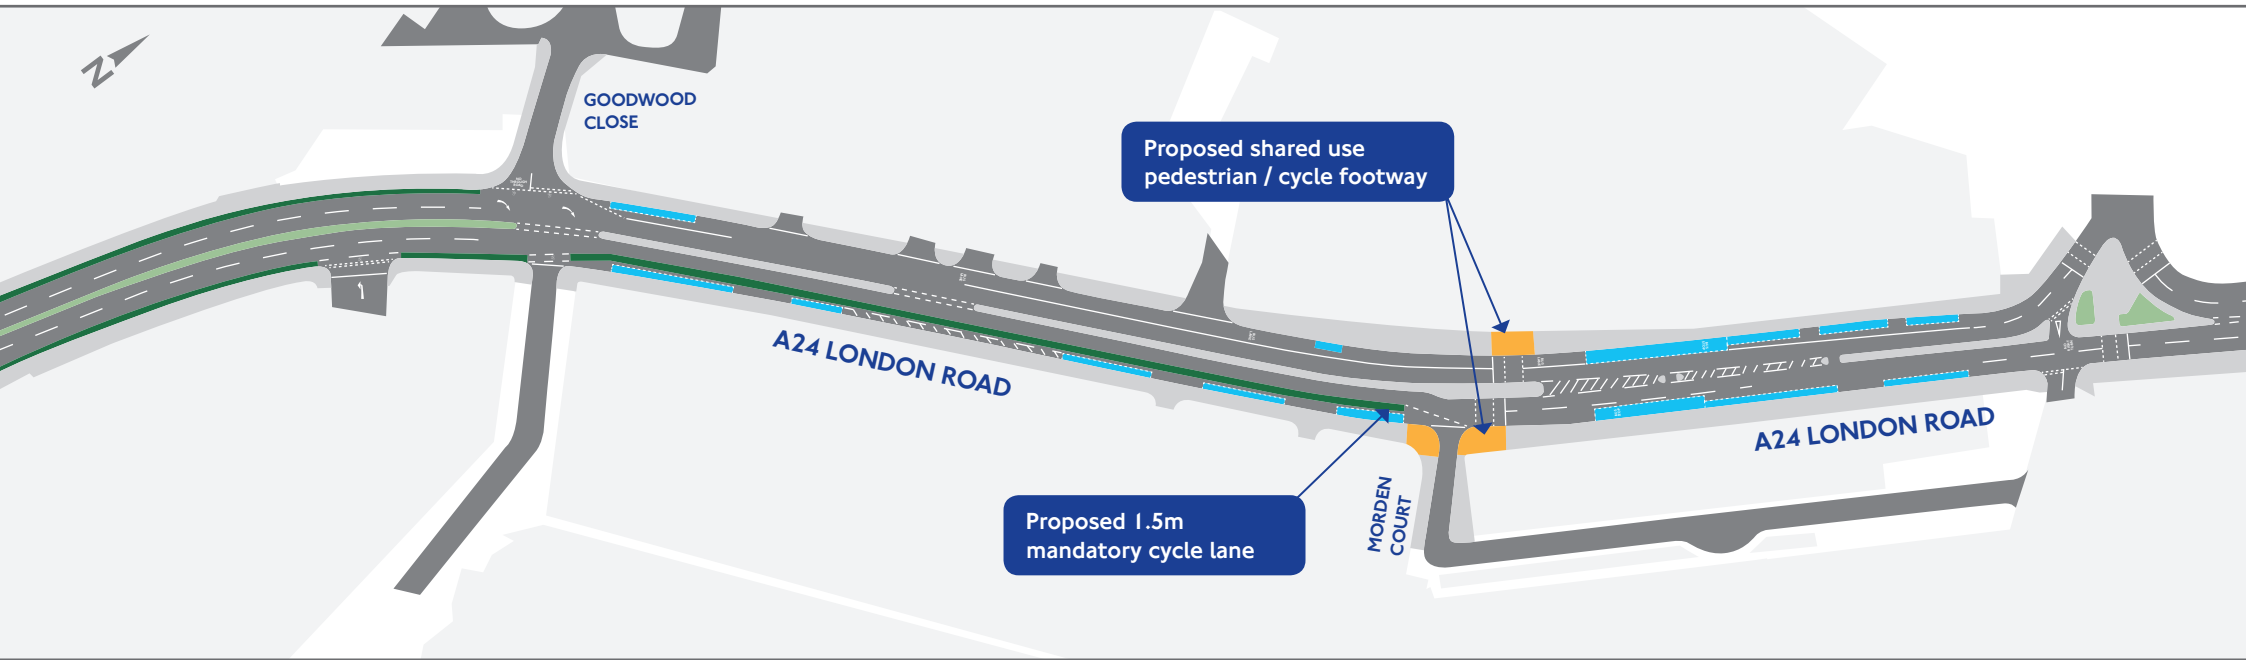 N
GOODWOOD
CLOSE
Proposed shared use
pedestrian / cycle footway
A24 LONDON ROAD
A24 LONDON ROAD
Proposed 1.5m
mandatory cycle lane
MORDEN
COURT